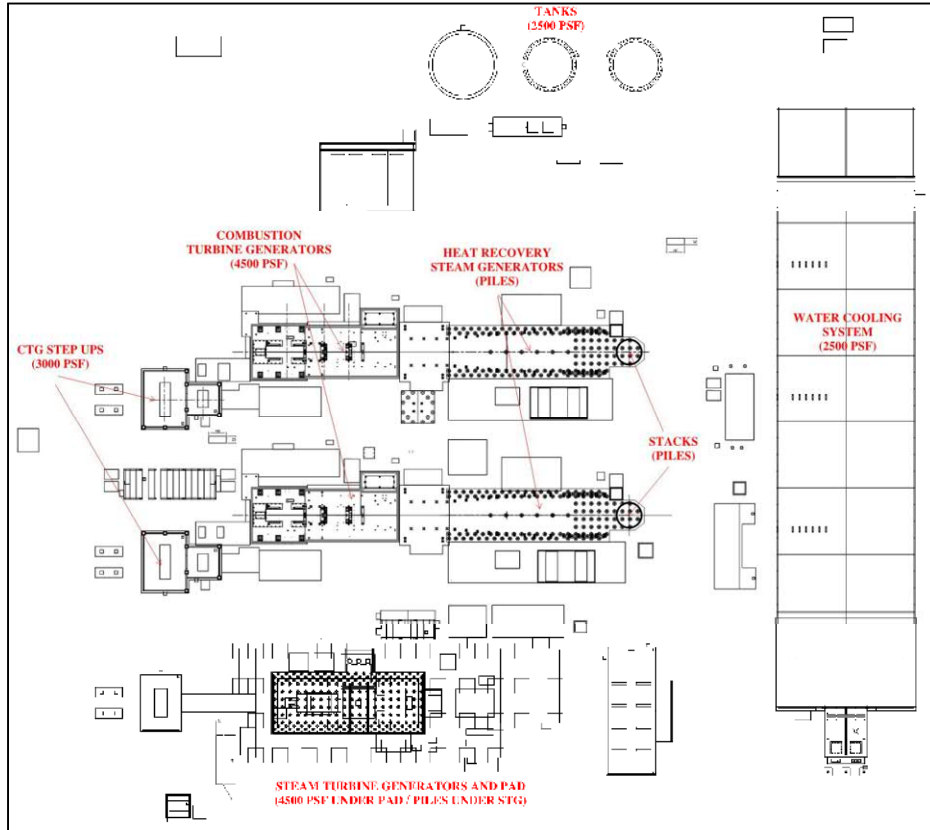 TANKS
(2500 PSF)
COMBUSTION
TURBINE GENERATORS
(4500 PSF)
HEAT RECOVERY
STEAM GENERATORS
(PILES)
WATER COOLING
SYSTEM
(2500 PSF)
CTG STEP UPS
(3000 PSF)
STACKS
(PILES)
STEAM TURBINE GENERATORS AND PAD
(4500 PSF UNDER PAD / PILES UNDER STG)